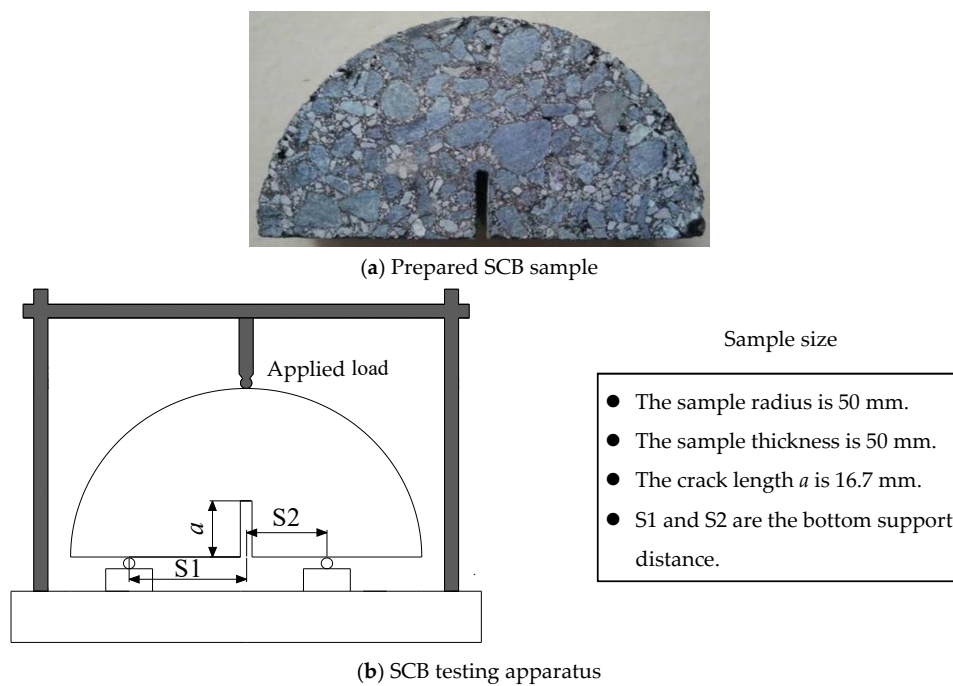 (a) Prepared SCB sample
Applied load
a
S2
S1
Sample size
● The sample radius is 50 mm.
● The sample thickness is 50 mm.
● The crack length a is 16.7 mm.
● S1 and S2 are the bottom support
distance.
(b) SCB testing apparatus